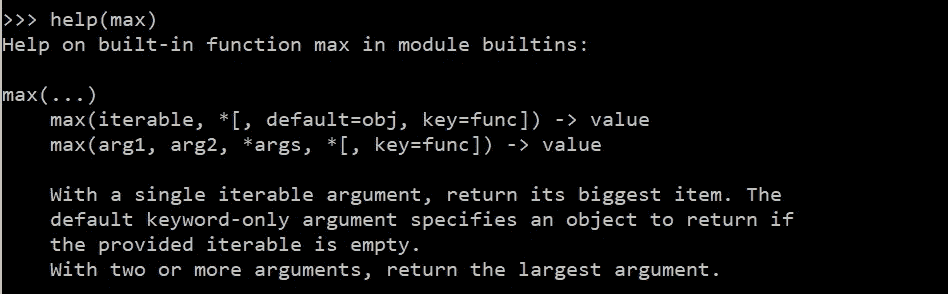 >>> help(max)
Help on built-in function max in module builtins:
max(...)
max(iterable, *[, default=obj, key=func]) -> value
max(arg1, arg2, *args, *[, key=func]) -> value
With a single iterable argument, return its biggest item. The
default keyword-only argument specifies an object to return if
the provided iterable is empty.
With two or more arguments, return the largest argument.